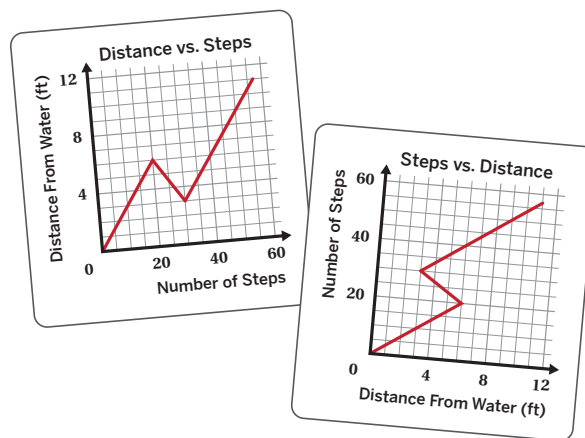 Distance vs. Steps
Distance From Water (ft)
12
8
4
0
20
40
60
Number of Steps
Steps vs. Distance
Number of Steps
60
40
20
0
4
8
12
Distance From Water (ft)